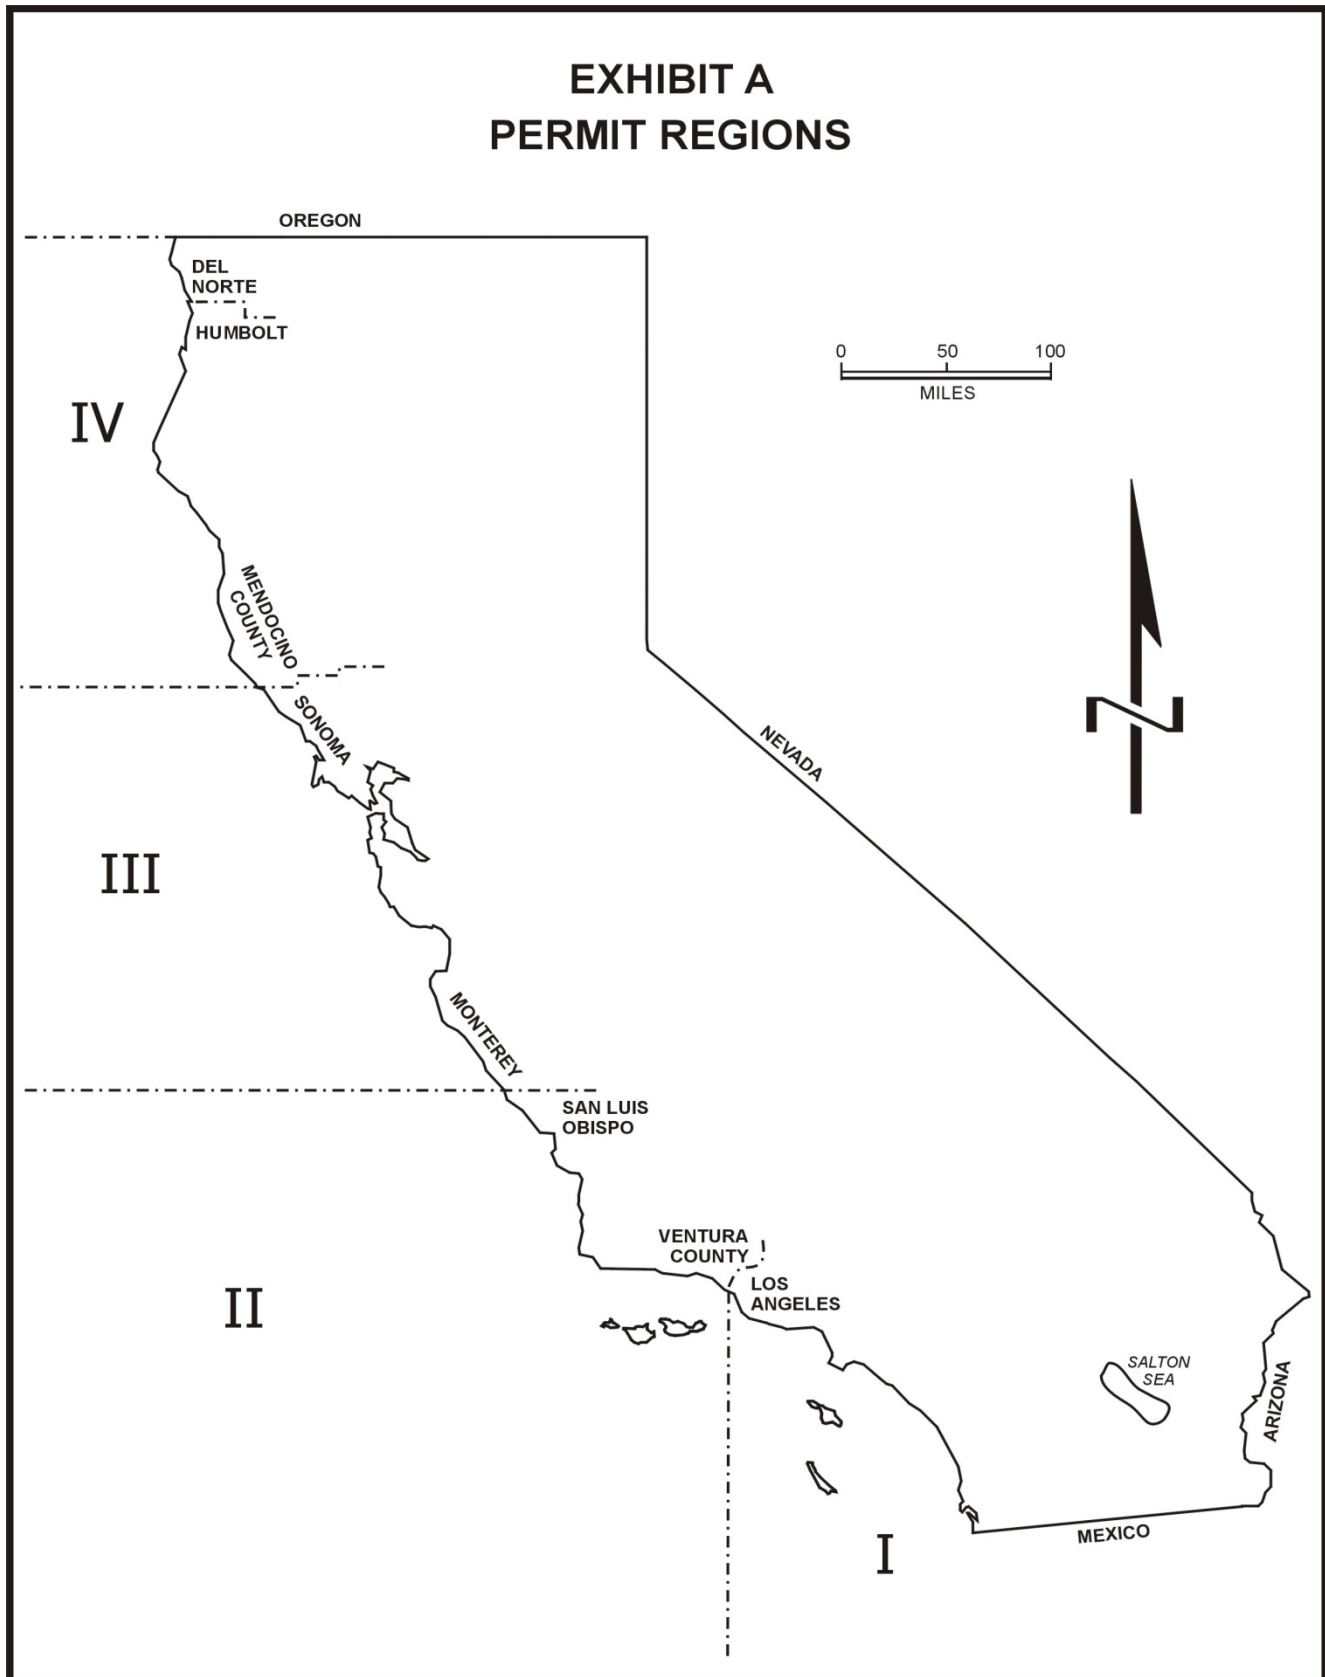 EXHIBIT A
PERMIT REGIONS
OREGON
DEL
NORTE
HUMBOLT
0 50 100
MILES
IV
MENDOCINO
COUNTY
SONOMA
NEVADA
III
MONTEREY
SAN LUIS
OBISPO
VENTURA
COUNTY
LOS
ANGELES
II
SALTON
SEA
ARIZONA
MEXICO
I
N